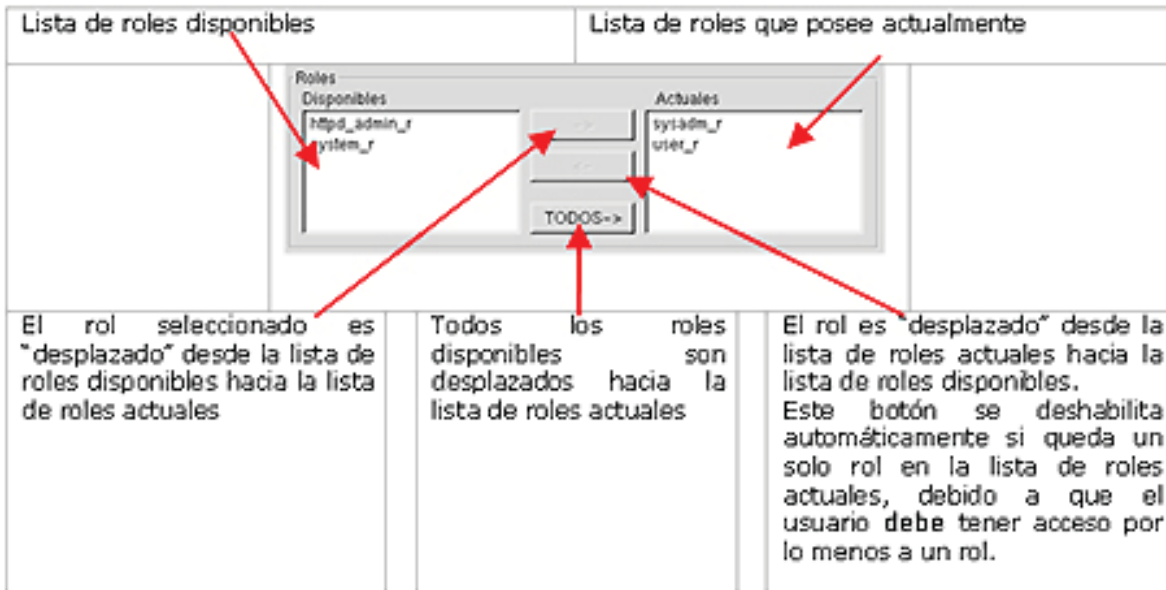 Lista de roles disponibles
Lista de roles que posee actualmente
Roles
Disponibles
Actuales
httpd_admin_r
system_r
->
<-
TODOS->
sysadm_r
user_r
El rol seleccionado es
"desplazado" desde la lista de
roles disponibles hacia la lista
de roles actuales
Todos los roles
disponibles son
desplazados hacia la
lista de roles actuales
El rol es "desplazado" desde la
lista de roles actuales hacia la
lista de roles disponibles.
Este botón se deshabilita
automáticamente si queda un
solo rol en la lista de roles
actuales, debido a que el
usuario debe tener acceso por
lo menos a un rol.